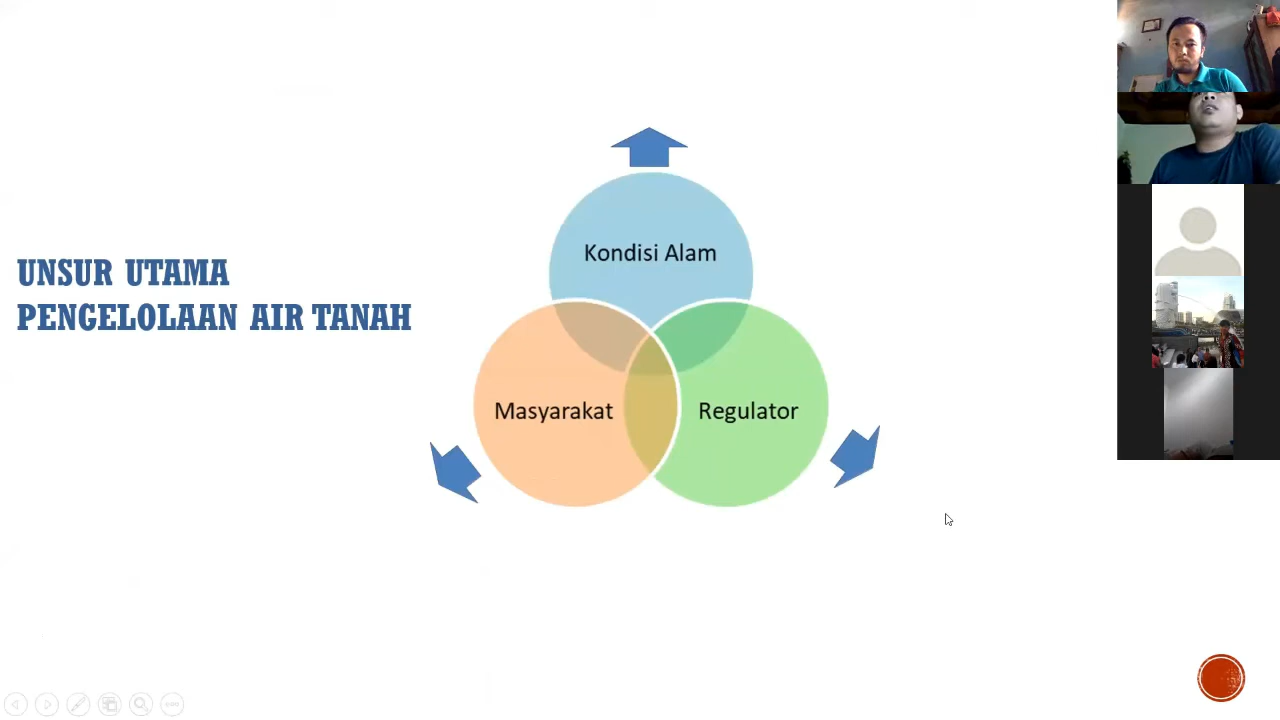 UNSUR UTAMA
PENGELOLAAN AIR TANAH
Kondisi Alam
Masyarakat
Regulator